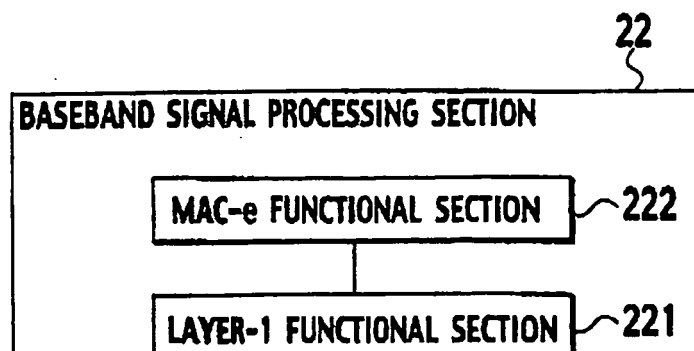 22
BASEBAND SIGNAL PROCESSING SECTION
MAC-e FUNCTIONAL SECTION
222
LAYER-1 FUNCTIONAL SECTION
221